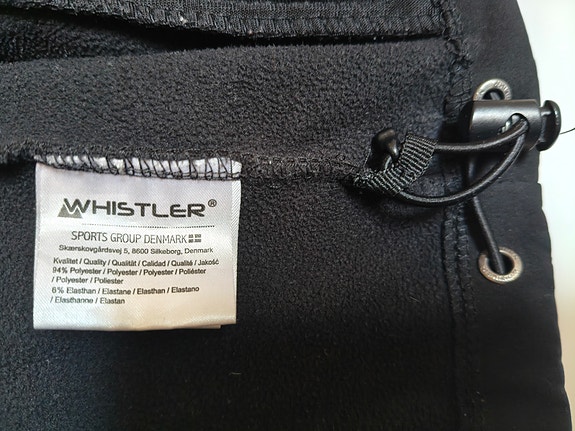 WHISTLER®
SPORTS GROUP DENMARK
Skærskovgårdsvej 5, 8600 Silkeborg, Denmark
Kvalitet / Quality / Qualität / Calidad / Qualité / Jakość
94% Polyester / Polyester / Polyester / Poliéster
/ Polyester / Poliester
6% Elasthan / Elastane / Elasthan / Elastano
/ Elasthanne / Elastan